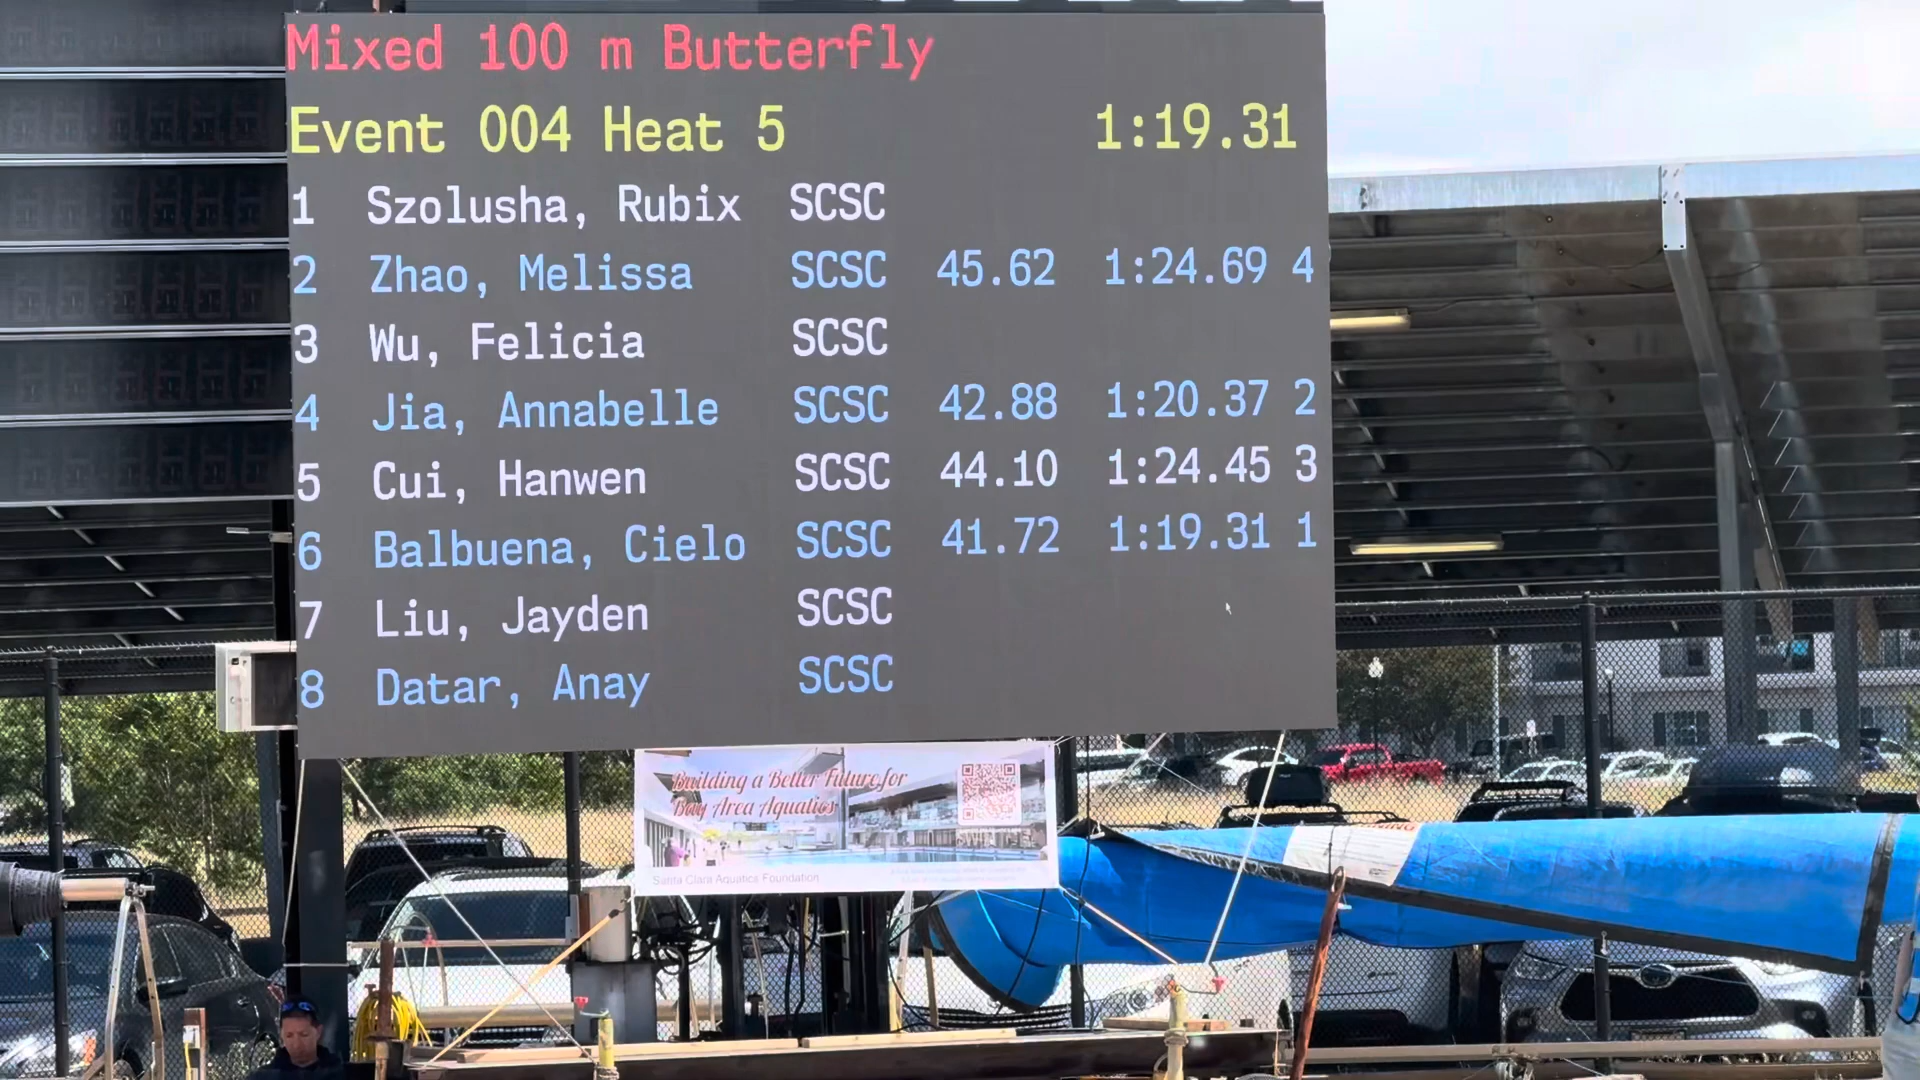 Mixed 100 m Butterfly
Event 004 Heat 5 1:19.31
1 Szolusha, Rubix SCSC
2 Zhao, Melissa SCSC 45.62 1:24.69 4
3 Wu, Felicia SCSC
4 Jia, Annabelle SCSC 42.88 1:20.37 2
5 Cui, Hanwen SCSC 44.10 1:24.45 3
6 Balbuena, Cielo SCSC 41.72 1:19.31 1
7 Liu, Jayden SCSC
8 Datar, Anay SCSC
Building a Better Future for
Bay Area Aquatics
Santa Clara Aquatics Foundation